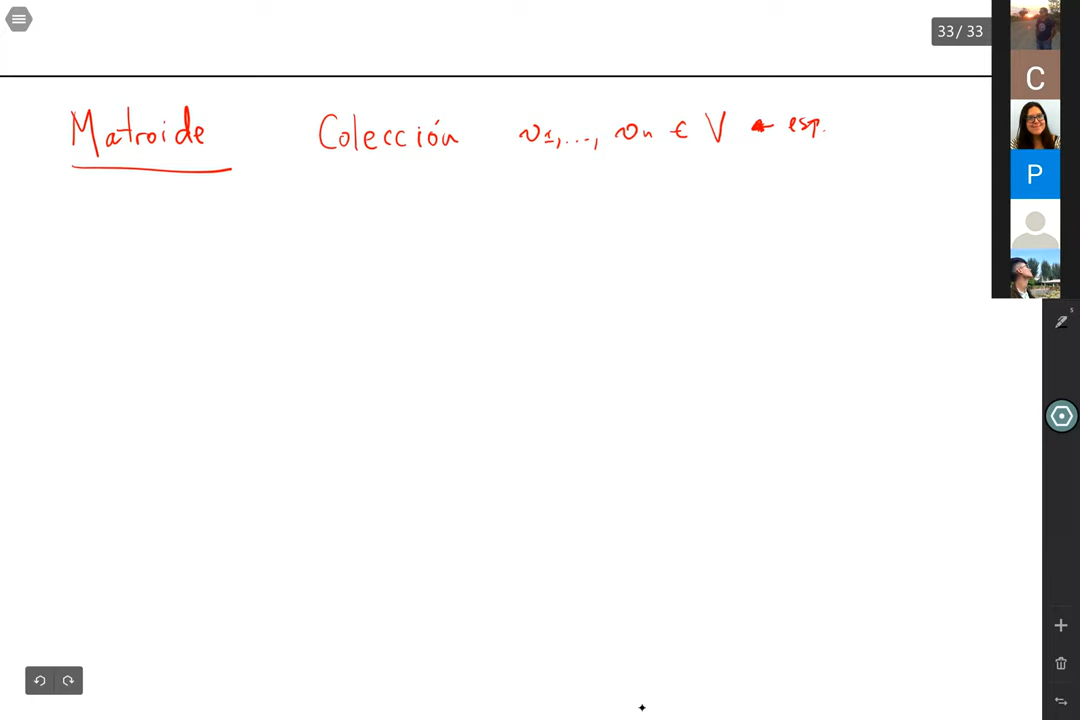 33 / 33
Matroide Colección v₁,..., vₙ ∈ V ← esp.
C
P
s